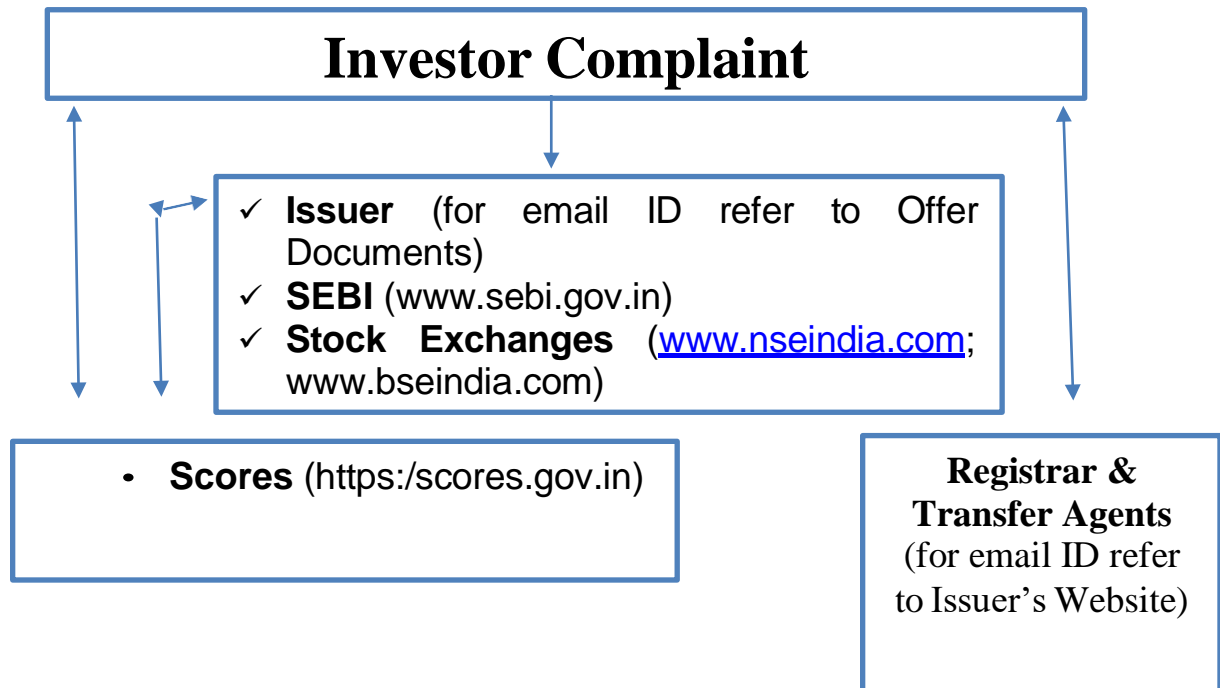 Investor Complaint
✓ Issuer (for email ID refer to Offer
Documents)
✓ SEBI (www.sebi.gov.in)
✓ Stock Exchanges (www.nseindia.com;
www.bseindia.com)
• Scores (https:/scores.gov.in)
Registrar &
Transfer Agents
(for email ID refer
to Issuer’s Website)